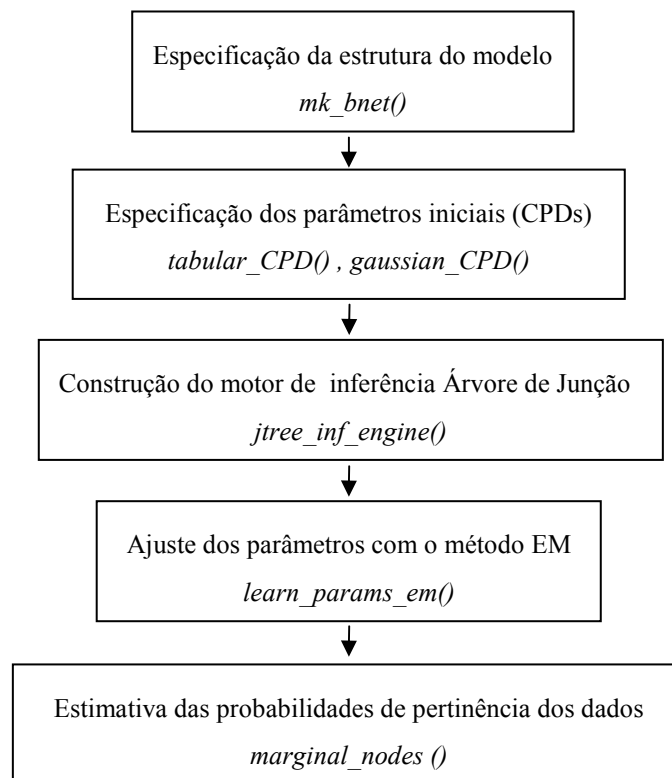 Especificação da estrutura do modelo
mk_bnet()
Especificação dos parâmetros iniciais (CPDs)
tabular_CPD() , gaussian_CPD()
Construção do motor de inferência Árvore de Junção
jtree_inf_engine()
Ajuste dos parâmetros com o método EM
learn_params_em()
Estimativa das probabilidades de pertinência dos dados
marginal_nodes ()